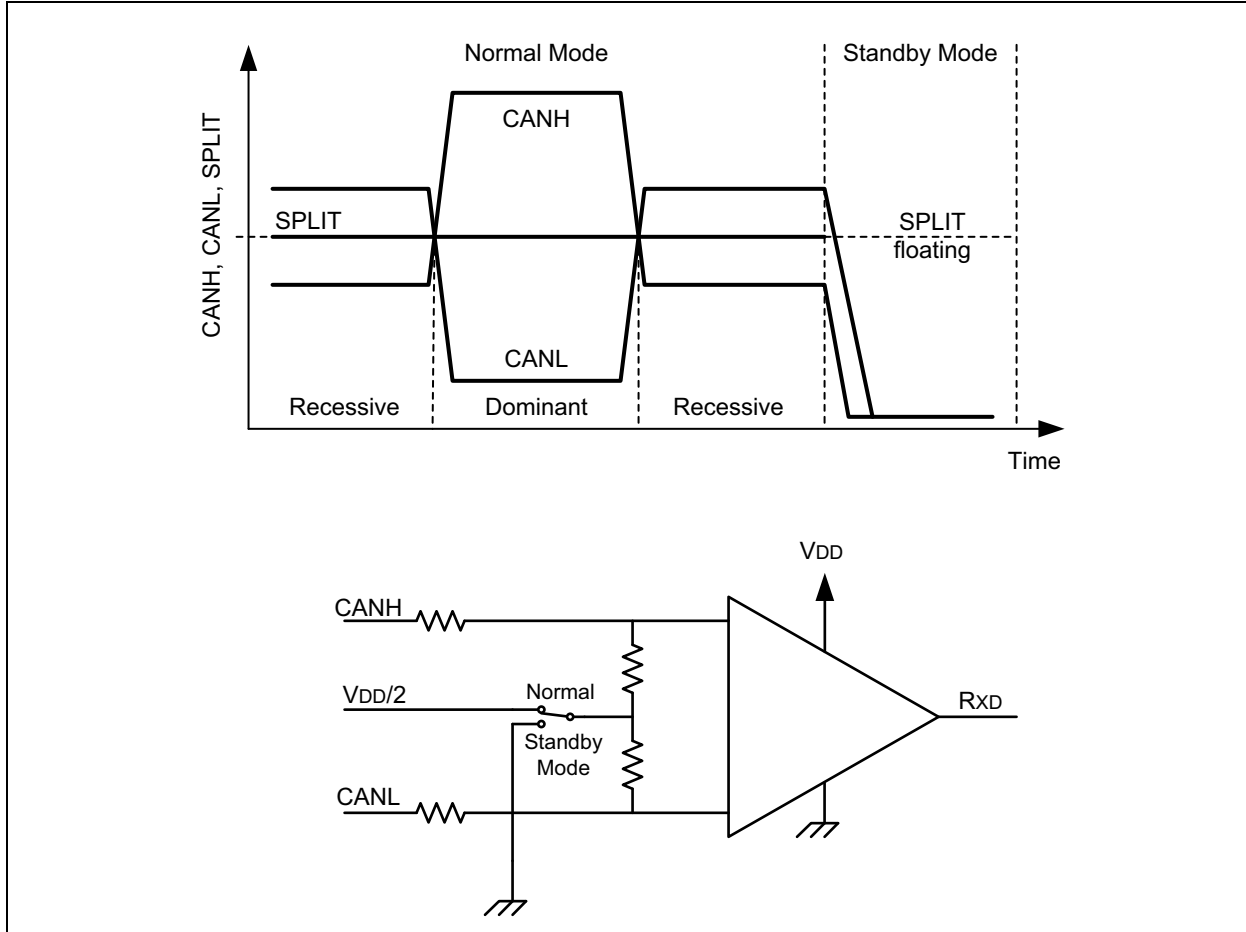 Normal Mode
Standby Mode
CANH, CANL, SPLIT
CANH
SPLIT
SPLIT
floating
CANL
Recessive
Dominant
Recessive
Time
VDD
CANH
VDD/2
Normal
Standby
Mode
RXD
CANL